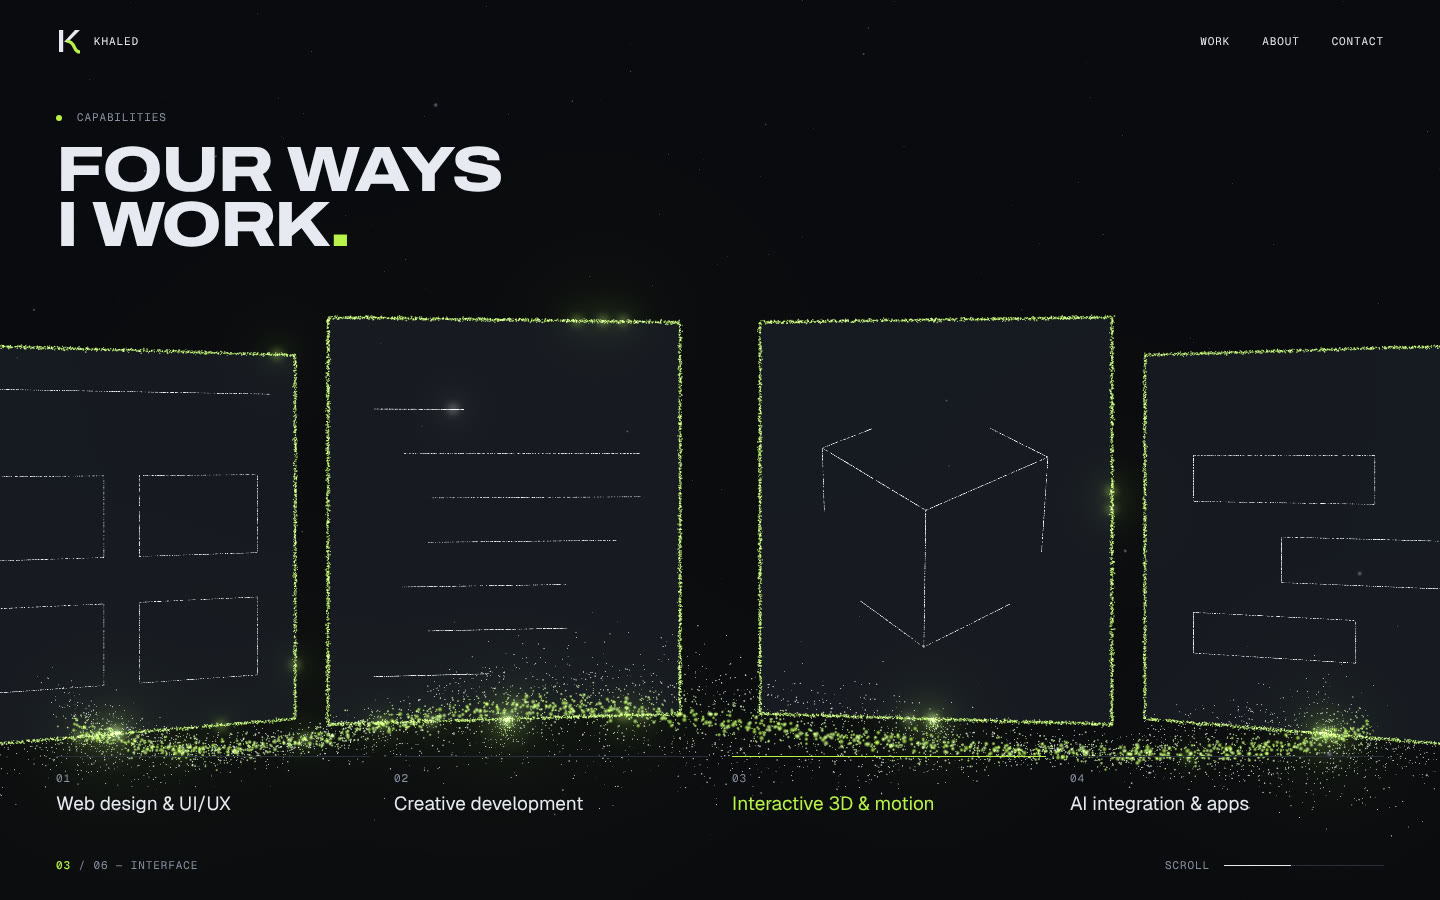 KHALED
WORK
ABOUT
CONTACT
CAPABILITIES
FOUR WAYS
I WORK.
01
Web design & UI/UX
02
Creative development
03
Interactive 3D & motion
04
AI integration & apps
03 / 06 — INTERFACE
SCROLL